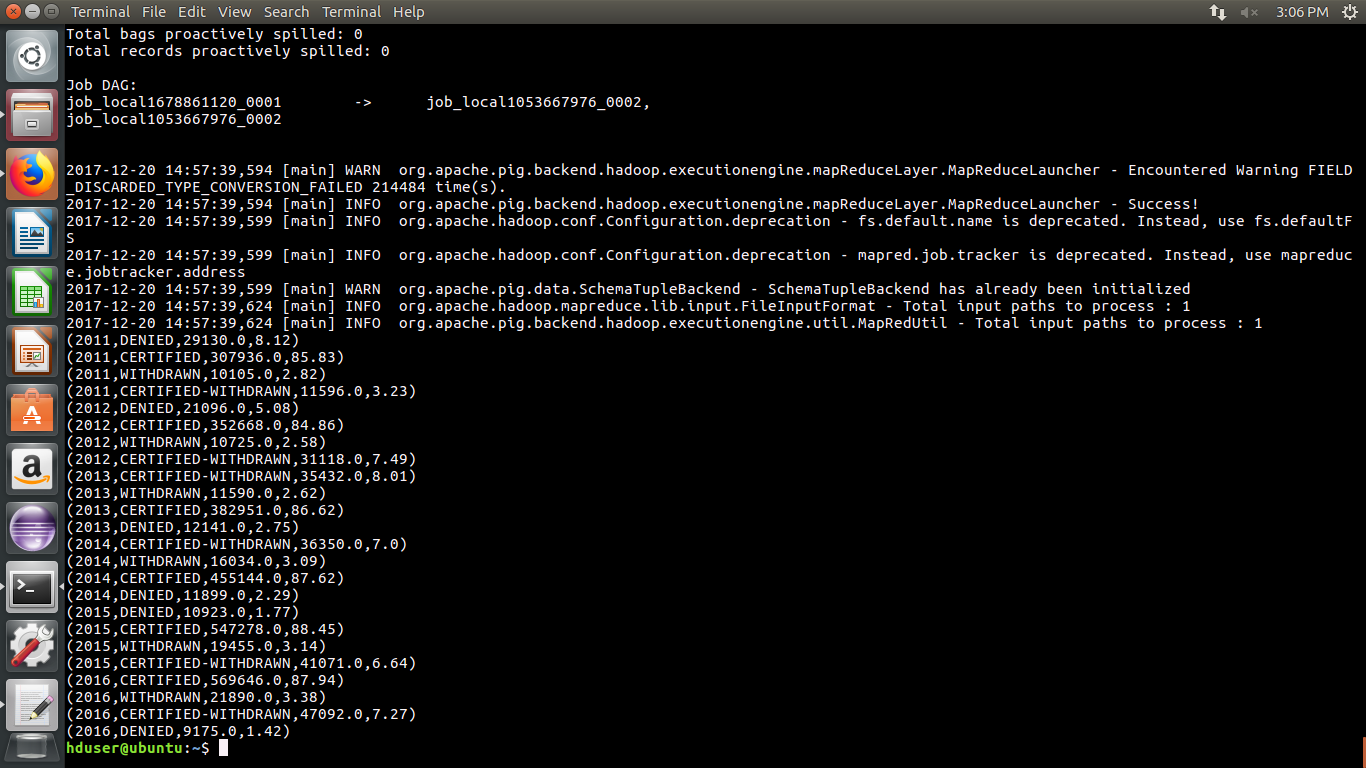 Terminal File Edit View Search Terminal Help 3:06 PM
Total bags proactively spilled: 0
Total records proactively spilled: 0
Job DAG:
job_local1678861120_0001 -> job_local1053667976_0002,
job_local1053667976_0002
2017-12-20 14:57:39,594 [main] WARN org.apache.pig.backend.hadoop.executionengine.mapReduceLayer.MapReduceLauncher - Encountered Warning FIELD
_DISCARDED_TYPE_CONVERSION_FAILED 214484 time(s).
2017-12-20 14:57:39,594 [main] INFO org.apache.pig.backend.hadoop.executionengine.mapReduceLayer.MapReduceLauncher - Success!
2017-12-20 14:57:39,599 [main] INFO org.apache.hadoop.conf.Configuration.deprecation - fs.default.name is deprecated. Instead, use fs.defaultF
S
2017-12-20 14:57:39,599 [main] INFO org.apache.hadoop.conf.Configuration.deprecation - mapred.job.tracker is deprecated. Instead, use mapreduc
e.jobtracker.address
2017-12-20 14:57:39,599 [main] WARN org.apache.pig.data.SchemaTupleBackend - SchemaTupleBackend has already been initialized
2017-12-20 14:57:39,624 [main] INFO org.apache.hadoop.mapreduce.lib.input.FileInputFormat - Total input paths to process : 1
2017-12-20 14:57:39,624 [main] INFO org.apache.pig.backend.hadoop.executionengine.util.MapRedUtil - Total input paths to process : 1
(2011,DENIED,29130.0,8.12)
(2011,CERTIFIED,307936.0,85.83)
(2011,WITHDRAWN,10105.0,2.82)
(2011,CERTIFIED-WITHDRAWN,11596.0,3.23)
(2012,DENIED,21096.0,5.08)
(2012,CERTIFIED,352668.0,84.86)
(2012,WITHDRAWN,10725.0,2.58)
(2012,CERTIFIED-WITHDRAWN,31118.0,7.49)
(2013,CERTIFIED-WITHDRAWN,35432.0,8.01)
(2013,WITHDRAWN,11590.0,2.62)
(2013,CERTIFIED,382951.0,86.62)
(2013,DENIED,12141.0,2.75)
(2014,CERTIFIED-WITHDRAWN,36350.0,7.0)
(2014,WITHDRAWN,16034.0,3.09)
(2014,CERTIFIED,455144.0,87.62)
(2014,DENIED,11899.0,2.29)
(2015,DENIED,10923.0,1.77)
(2015,CERTIFIED,547278.0,88.45)
(2015,WITHDRAWN,19455.0,3.14)
(2015,CERTIFIED-WITHDRAWN,41071.0,6.64)
(2016,CERTIFIED,569646.0,87.94)
(2016,WITHDRAWN,21890.0,3.38)
(2016,CERTIFIED-WITHDRAWN,47092.0,7.27)
(2016,DENIED,9175.0,1.42)
hduser@ubuntu:~$